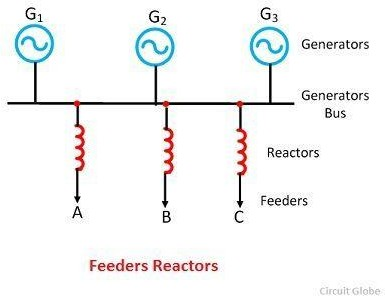 G₁ G₂ G₃
Generators
Generators
Bus
Reactors
Feeders
A B C
Feeders Reactors
Circuit Globe